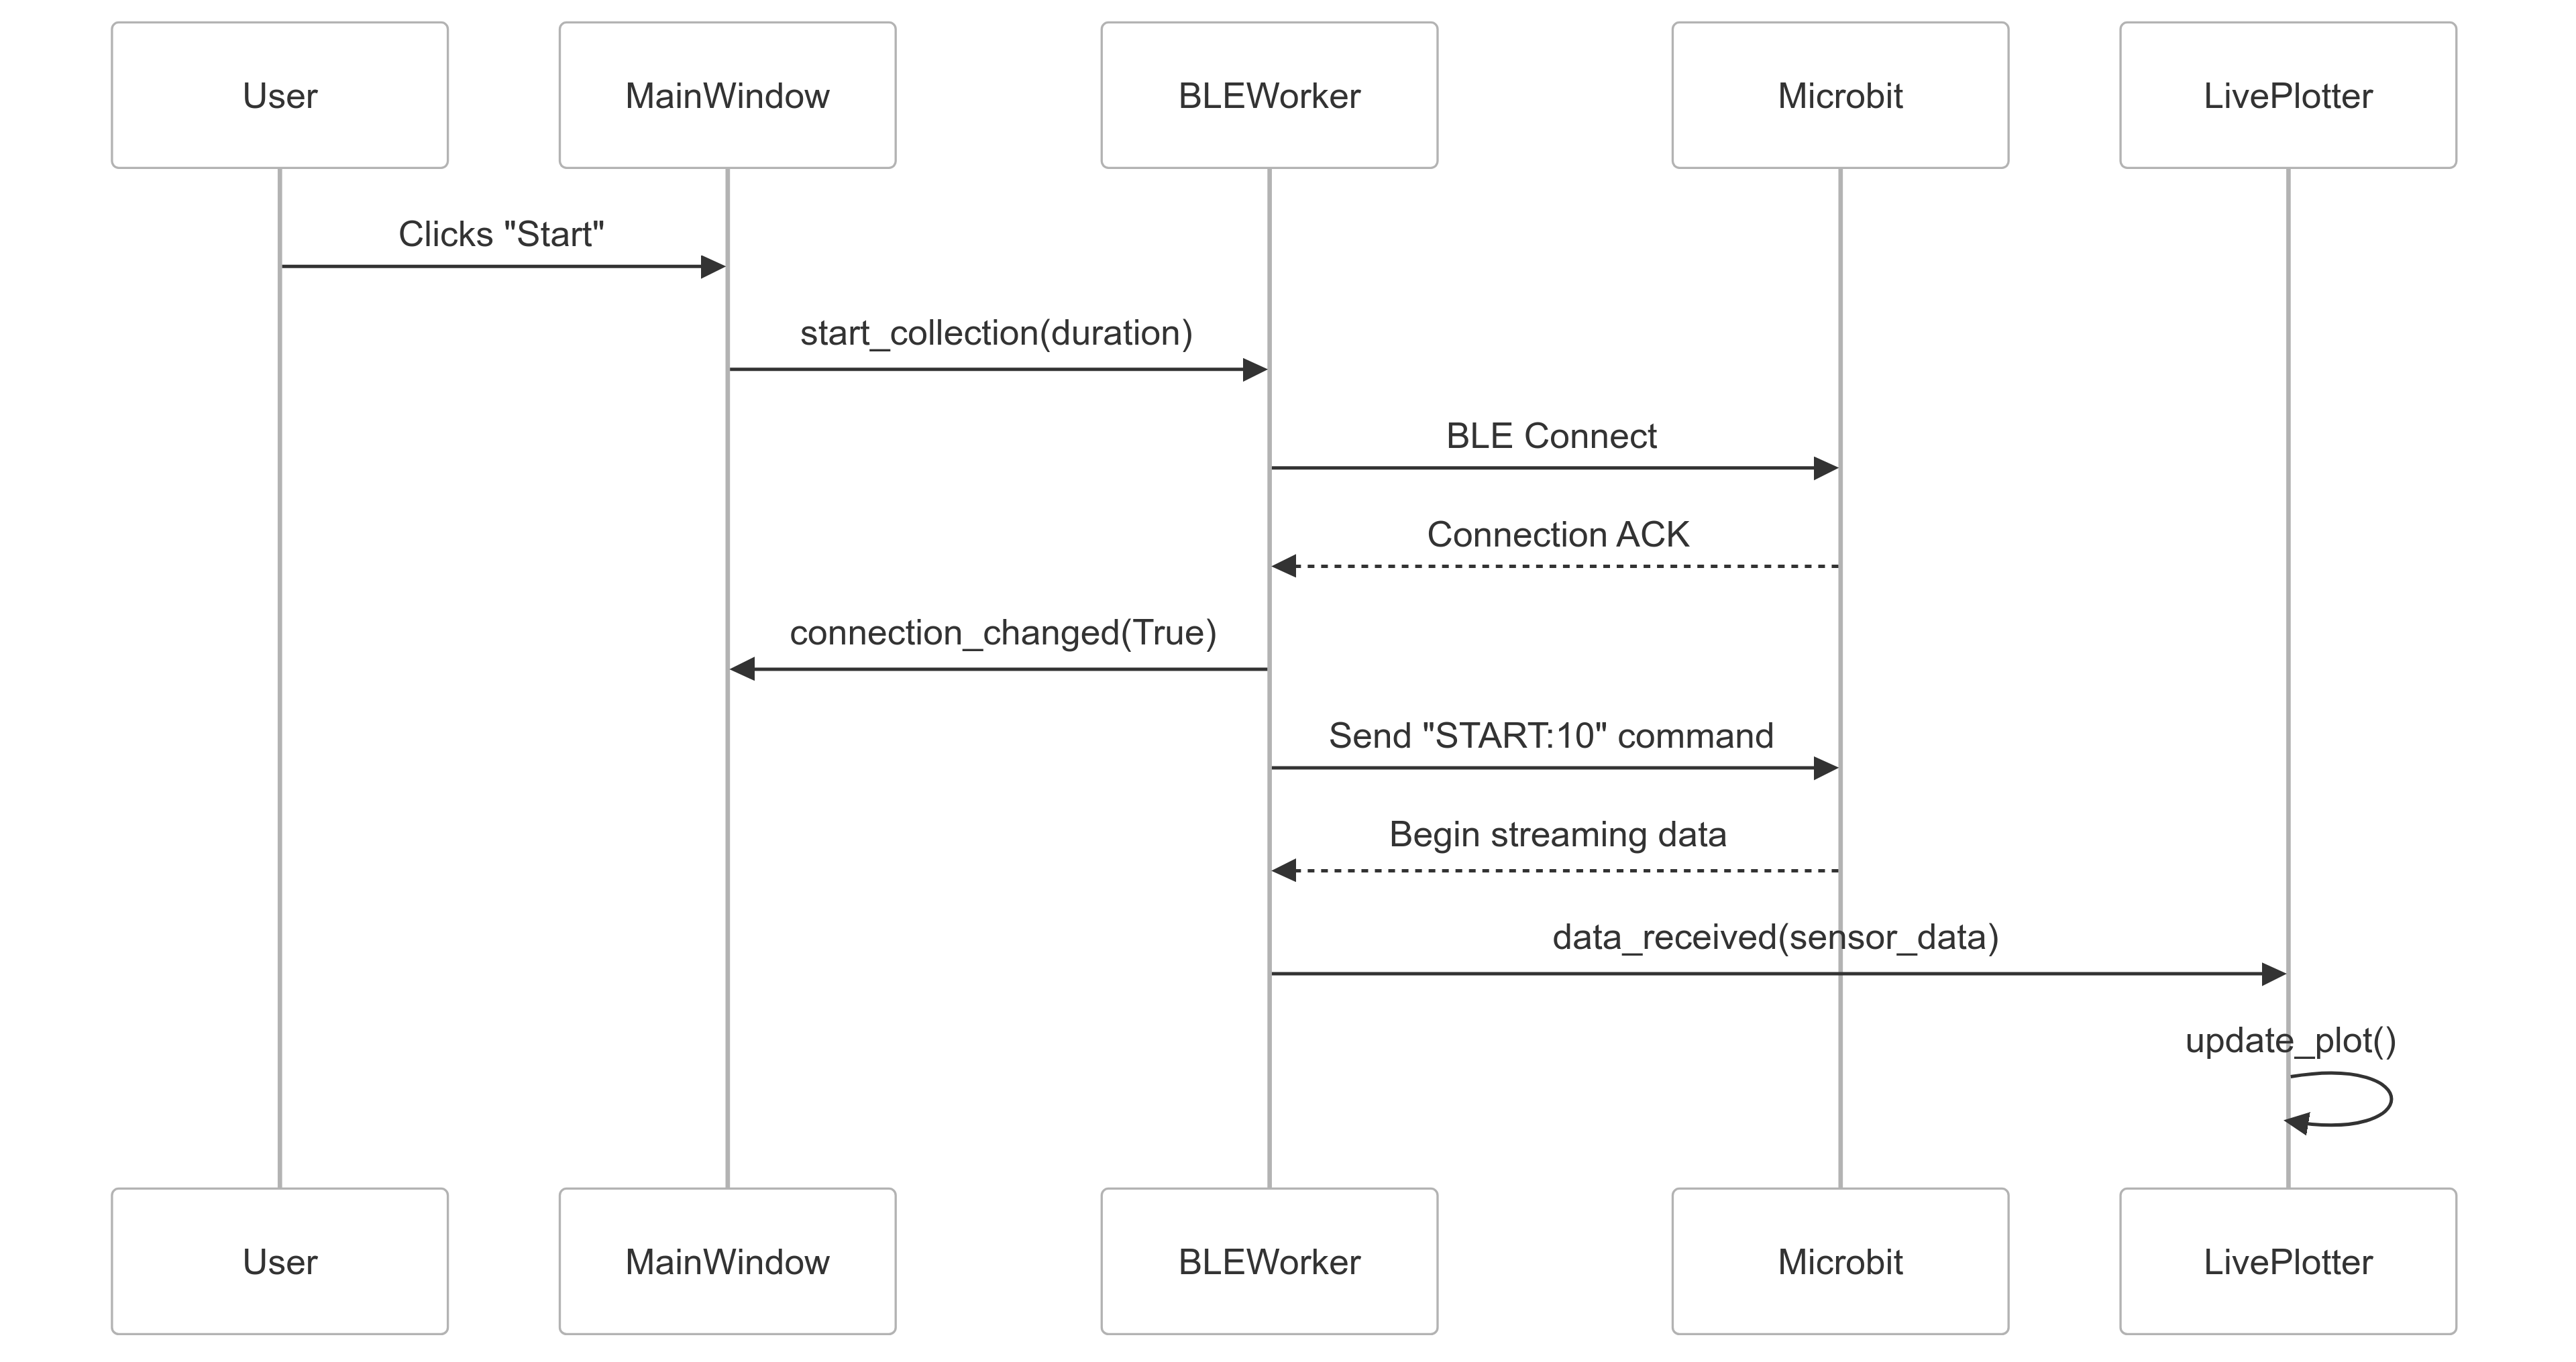 User
MainWindow
BLEWorker
Microbit
LivePlotter
Clicks "Start"
start_collection(duration)
BLE Connect
Connection ACK
connection_changed(True)
Send "START:10" command
Begin streaming data
data_received(sensor_data)
update_plot()
User
MainWindow
BLEWorker
Microbit
LivePlotter